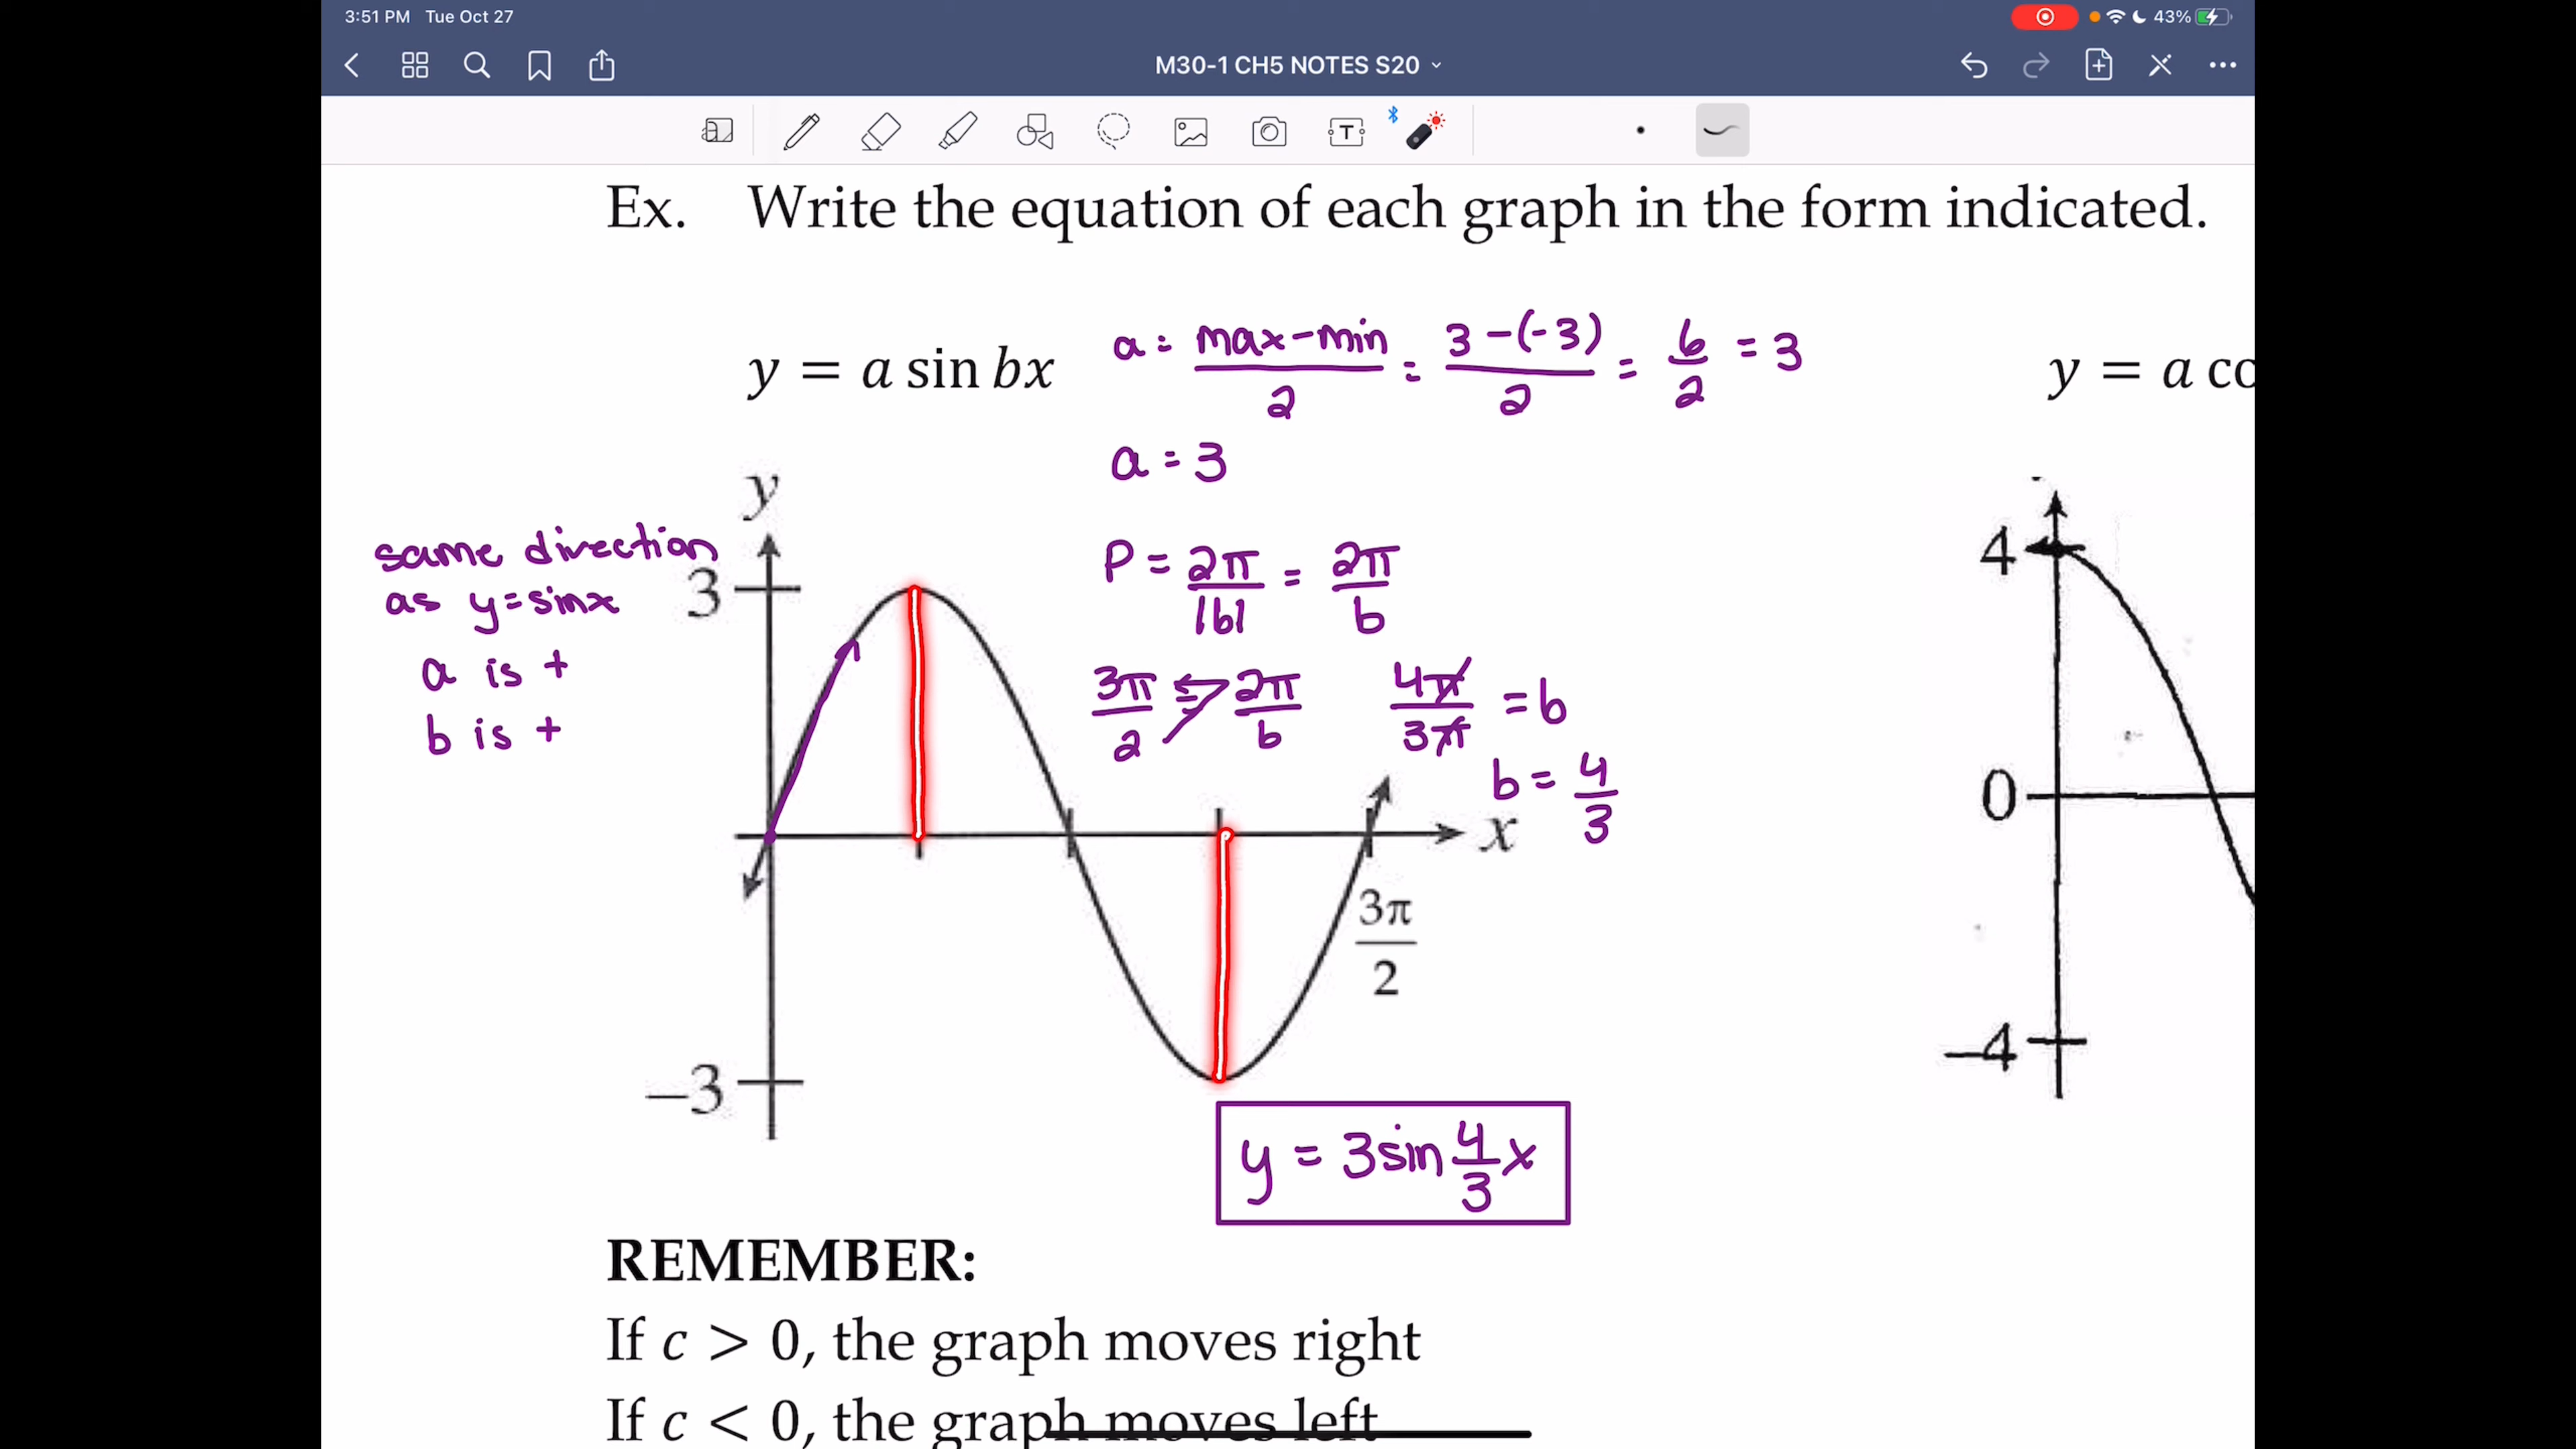 3:51 PM Tue Oct 27
43%
M30-1 CH5 NOTES S20
T
Ex. Write the equation of each graph in the form indicated.
y = a sin bx
a = max-min / 2 = 3-(-3) / 2 = 6/2 = 3
y = a co
a = 3
y
same direction
as y=sinx
a is +
b is +
3
P = 2π/|b| = 2π/b
3π/2 = 2π/b
4π/3π = b
b = 4/3
x
3π/2
-3
4
0
-4
y = 3sin 4/3 x
REMEMBER:
If c > 0, the graph moves right
If c < 0, the graph moves left